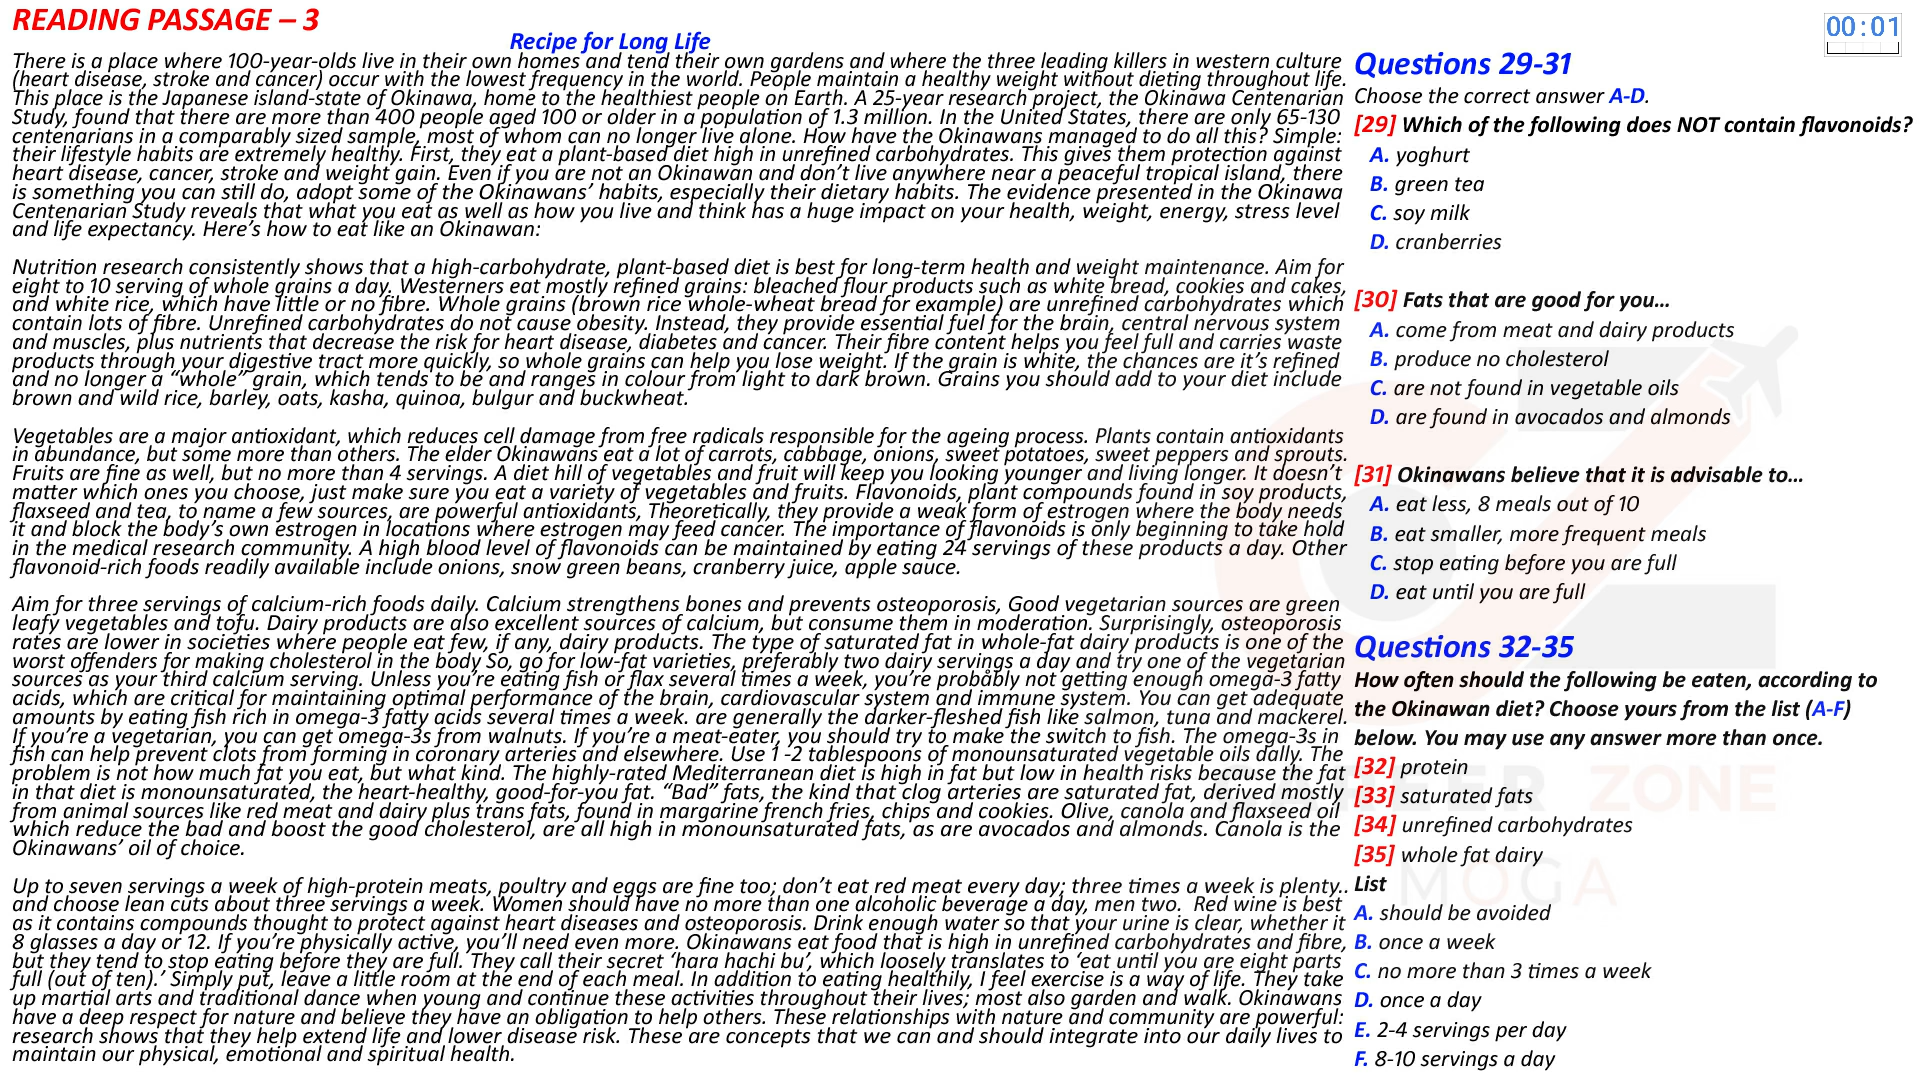 READING PASSAGE – 3
Recipe for Long Life
There is a place where 100-year-olds live in their own homes and tend their own gardens and where the three leading killers in western culture
(heart disease, stroke and cancer) occur with the lowest frequency in the world. People maintain a healthy weight without dieting throughout life.
This place is the Japanese island-state of Okinawa, home to the healthiest people on Earth. A 25-year research project, the Okinawa Centenarian
Study, found that there are more than 400 people aged 100 or older in a population of 1.3 million. In the United States, there are only 65-130
centenarians in a comparably sized sample, most of whom can no longer live alone. How have the Okinawans managed to do all this? Simple:
their lifestyle habits are extremely healthy. First, they eat a plant-based diet high in unrefined carbohydrates. This gives them protection against
heart disease, cancer, stroke and weight gain. Even if you are not an Okinawan and don't live anywhere near a peaceful tropical island, there
is something you can still do, adopt some of the Okinawans' habits, especially their dietary habits. The evidence presented in the Okinawa
Centenarian Study reveals that what you eat as well as how you live and think has a huge impact on your health, weight, energy, stress level
and life expectancy. Here's how to eat like an Okinawan:
Nutrition research consistently shows that a high-carbohydrate, plant-based diet is best for long-term health and weight maintenance. Aim for
eight to 10 serving of whole grains a day. Westerners eat mostly refined grains: bleached flour products such as white bread, cookies and cakes,
and white rice, which have little or no fibre. Whole grains (brown rice whole-wheat bread for example) are unrefined carbohydrates which
contain lots of fibre. Unrefined carbohydrates do not cause obesity. Instead, they provide essential fuel for the brain, central nervous system
and muscles, plus nutrients that decrease the risk for heart disease, diabetes and cancer. Their fibre content helps you feel full and carries waste
products through your digestive tract more quickly, so whole grains can help you lose weight. If the grain is white, the chances are it's refined
and no longer a “whole” grain, which tends to be and ranges in colour from light to dark brown. Grains you should add to your diet include
brown and wild rice, barley, oats, kasha, quinoa, bulgur and buckwheat.
Vegetables are a major antioxidant, which reduces cell damage from free radicals responsible for the ageing process. Plants contain antioxidants
in abundance, but some more than others. The elder Okinawans eat a lot of carrots, cabbage, onions, sweet potatoes, sweet peppers and sprouts.
Fruits are fine as well, but no more than 4 servings. A diet hill of vegetables and fruit will keep you looking younger and living longer. It doesn't
matter which ones you choose, just make sure you eat a variety of vegetables and fruits. Flavonoids, plant compounds found in soy products,
flaxseed and tea, to name a few sources, are powerful antioxidants, Theoretically, they provide a weak form of estrogen where the body needs
it and block the body's own estrogen in locations where estrogen may feed cancer. The importance of flavonoids is only beginning to take hold
in the medical research community. A high blood level of flavonoids can be maintained by eating 24 servings of these products a day. Other
flavonoid-rich foods readily available include onions, snow green beans, cranberry juice, apple sauce.
Aim for three servings of calcium-rich foods daily. Calcium strengthens bones and prevents osteoporosis, Good vegetarian sources are green
leafy vegetables and tofu. Dairy products are also excellent sources of calcium, but consume them in moderation. Surprisingly, osteoporosis
rates are lower in societies where people eat few, if any, dairy products. The type of saturated fat in whole-fat dairy products is one of the
worst offenders for making cholesterol in the body So, go for low-fat varieties, preferably two dairy servings a day and try one of the vegetarian
sources as your third calcium serving. Unless you're eating fish or flax several times a week, you're probably not getting enough omega-3 fatty
acids, which are critical for maintaining optimal performance of the brain, cardiovascular system and immune system. You can get adequate
amounts by eating fish rich in omega-3 fatty acids several times a week. are generally the darker-fleshed fish like salmon, tuna and mackerel.
If you're a vegetarian, you can get omega-3s from walnuts. If you're a meat-eater, you should try to make the switch to fish. The omega-3s in
fish can help prevent clots from forming in coronary arteries and elsewhere. Use 1 -2 tablespoons of monounsaturated vegetable oils daily. The
problem is not how much fat you eat, but what kind. The highly-rated Mediterranean diet is high in fat but low in health risks because the fat
in that diet is monounsaturated, the heart-healthy, good-for-you fat. “Bad” fats, the kind that clog arteries are saturated fat, derived mostly
from animal sources like red meat and dairy plus trans fats, found in margarine french fries, chips and cookies. Olive, canola and flaxseed oil
which reduce the bad and boost the good cholesterol, are all high in monounsaturated fats, as are avocados and almonds. Canola is the
Okinawans' oil of choice.
Up to seven servings a week of high-protein meats, poultry and eggs are fine too; don't eat red meat every day; three times a week is plenty..
and choose lean cuts about three servings a week. Women should have no more than one alcoholic beverage a day, men two. Red wine is best
as it contains compounds thought to protect against heart diseases and osteoporosis. Drink enough water so that your urine is clear, whether it
8 glasses a day or 12. If you're physically active, you'll need even more. Okinawans eat food that is high in unrefined carbohydrates and fibre,
but they tend to stop eating before they are full. They call their secret 'hara hachi bu', which loosely translates to 'eat until you are eight parts
full (out of ten).' Simply put, leave a little room at the end of each meal. In addition to eating healthily, I feel exercise is a way of life. They take
up martial arts and traditional dance when young and continue these activities throughout their lives; most also garden and walk. Okinawans
have a deep respect for nature and believe they have an obligation to help others. These relationships with nature and community are powerful:
research shows that they help extend life and lower disease risk. These are concepts that we can and should integrate into our daily lives to
maintain our physical, emotional and spiritual health.
00:01
Questions 29-31
Choose the correct answer A-D.
[29] Which of the following does NOT contain flavonoids?
A. yoghurt
B. green tea
C. soy milk
D. cranberries
[30] Fats that are good for you...
A. come from meat and dairy products
B. produce no cholesterol
C. are not found in vegetable oils
D. are found in avocados and almonds
[31] Okinawans believe that it is advisable to...
A. eat less, 8 meals out of 10
B. eat smaller, more frequent meals
C. stop eating before you are full
D. eat until you are full
Questions 32-35
How often should the following be eaten, according to
the Okinawan diet? Choose yours from the list (A-F)
below. You may use any answer more than once.
[32] protein
[33] saturated fats
[34] unrefined carbohydrates
[35] whole fat dairy
List
A. should be avoided
B. once a week
C. no more than 3 times a week
D. once a day
E. 2-4 servings per day
F. 8-10 servings a day
ZONE
MOGA